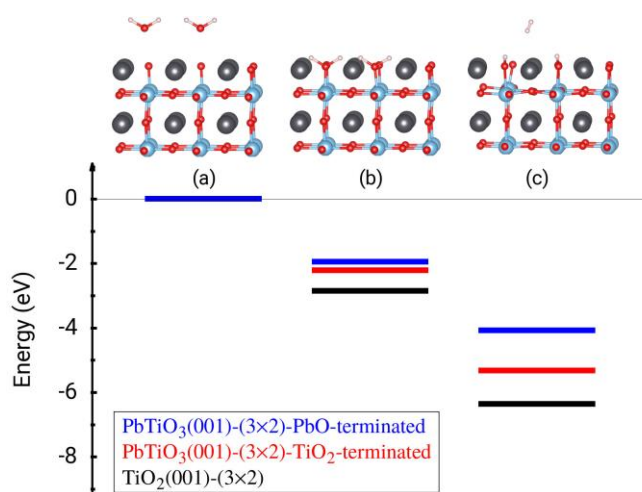 (a) (b) (c)
0
-2
-4
-6
-8
Energy (eV)
PbTiO₃(001)-(3×2)-PbO-terminated
PbTiO₃(001)-(3×2)-TiO₂-terminated
TiO₂(001)-(3×2)